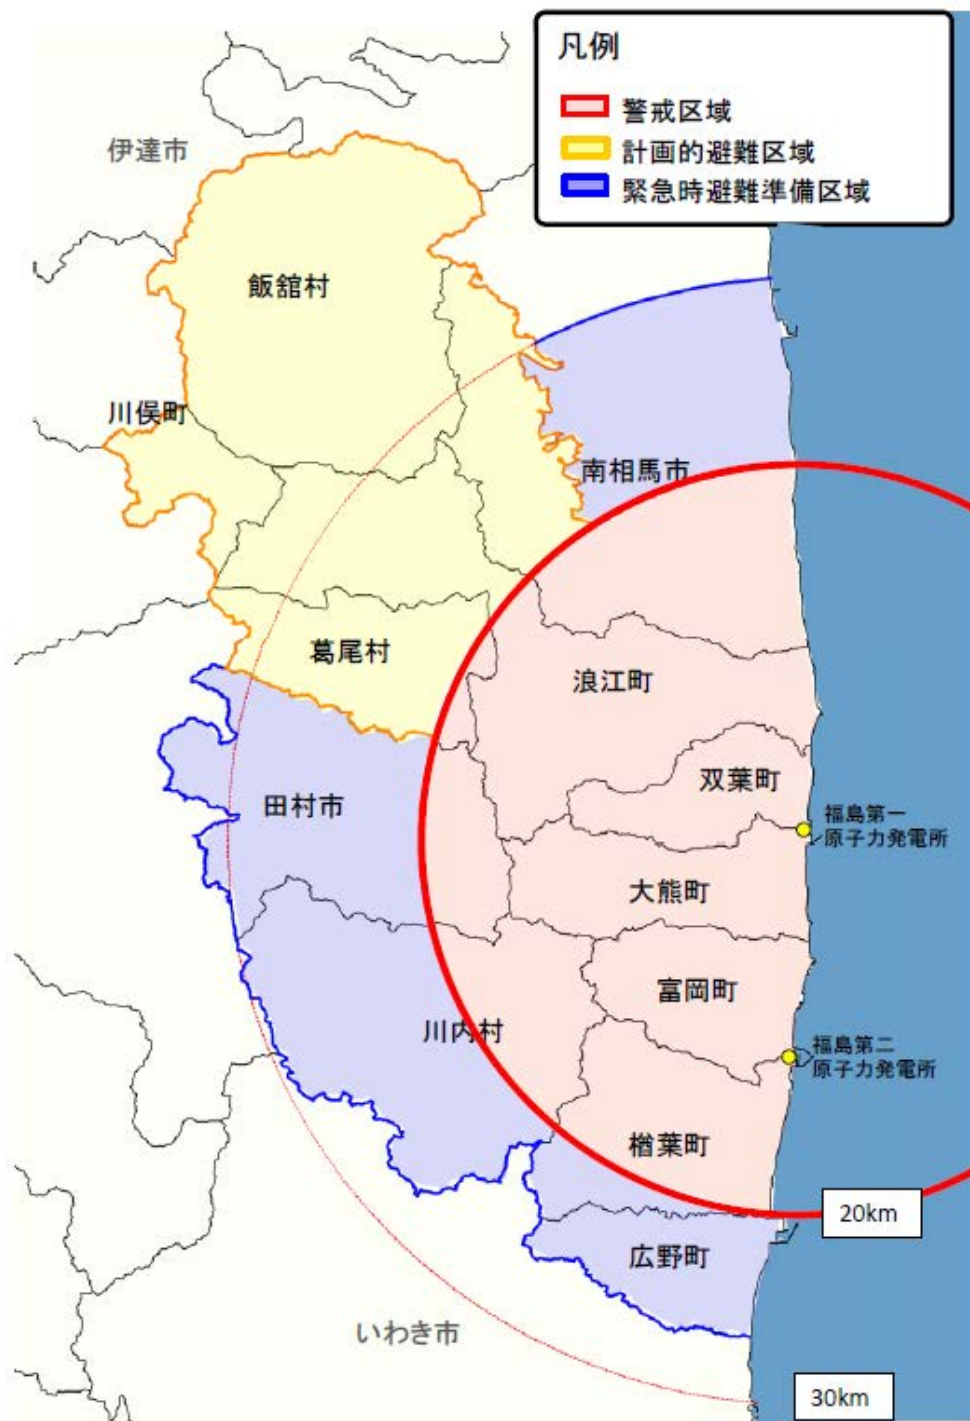 凡例
警戒区域
計画的避難区域
緊急時避難準備区域
伊達市
飯舘村
川俣町
南相馬市
葛尾村
浪江町
双葉町
福島第一
原子力発電所
田村市
大熊町
富岡町
川内村
福島第二
原子力発電所
楢葉町
20km
広野町
いわき市
30km